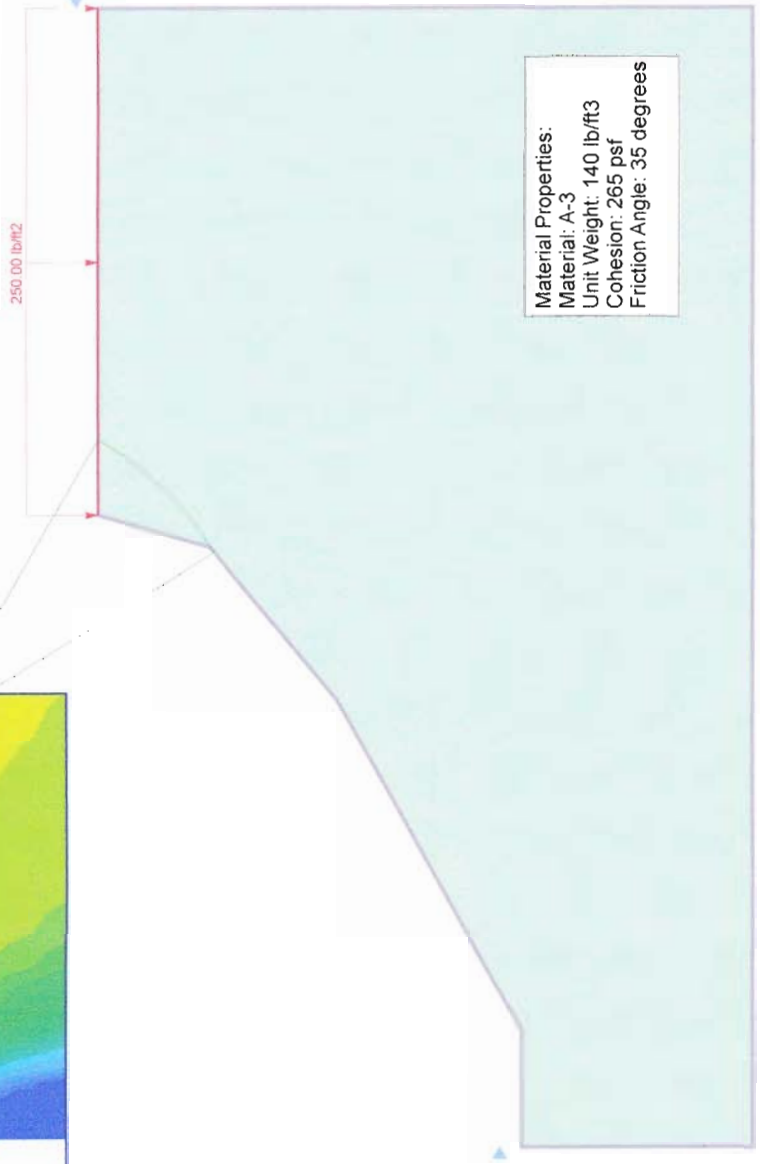 250.00 lb/ft2
Material Properties:
Material: A-3
Unit Weight: 140 lb/ft3
Cohesion: 265 psf
Friction Angle: 35 degrees